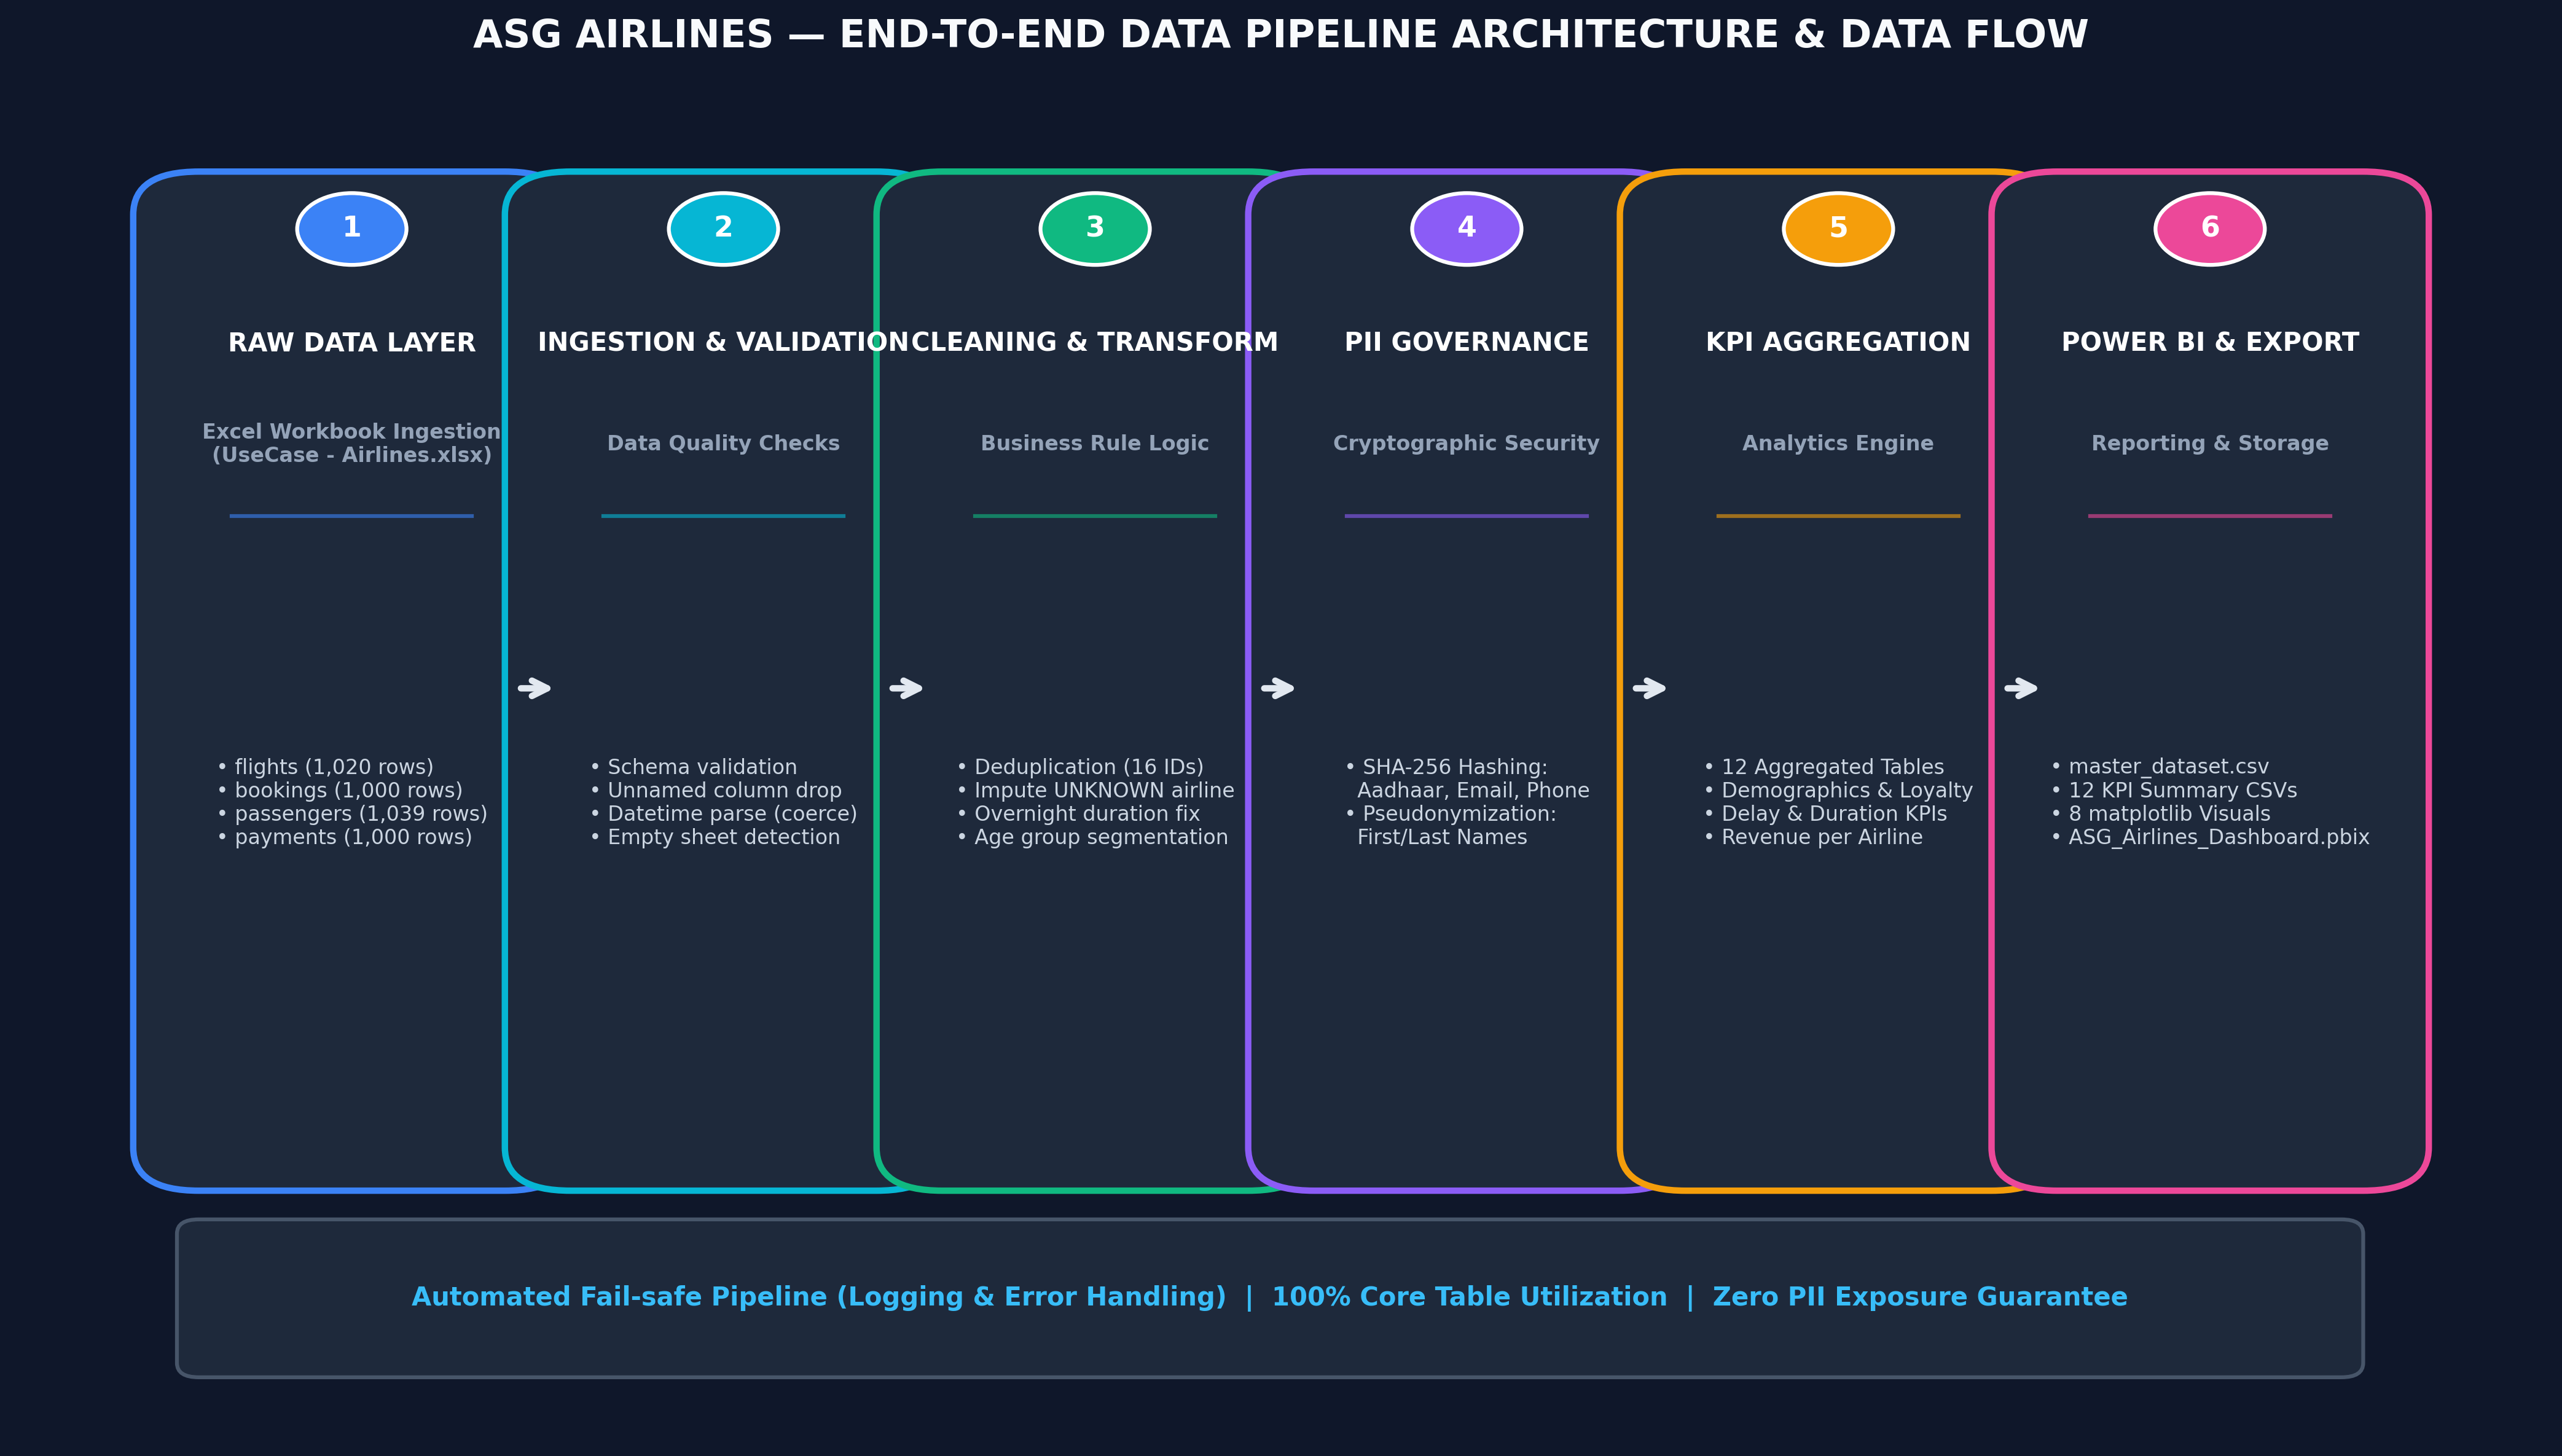 ASG AIRLINES — END-TO-END DATA PIPELINE ARCHITECTURE & DATA FLOW
1
RAW DATA LAYER
Excel Workbook Ingestion
(UseCase - Airlines.xlsx)
• flights (1,020 rows)
• bookings (1,000 rows)
• passengers (1,039 rows)
• payments (1,000 rows)
2
INGESTION & VALIDATION
Data Quality Checks
• Schema validation
• Unnamed column drop
• Datetime parse (coerce)
• Empty sheet detection
3
CLEANING & TRANSFORM
Business Rule Logic
• Deduplication (16 IDs)
• Impute UNKNOWN airline
• Overnight duration fix
• Age group segmentation
4
PII GOVERNANCE
Cryptographic Security
• SHA-256 Hashing:
Aadhaar, Email, Phone
• Pseudonymization:
First/Last Names
5
KPI AGGREGATION
Analytics Engine
• 12 Aggregated Tables
• Demographics & Loyalty
• Delay & Duration KPIs
• Revenue per Airline
6
POWER BI & EXPORT
Reporting & Storage
• master_dataset.csv
• 12 KPI Summary CSVs
• 8 matplotlib Visuals
• ASG_Airlines_Dashboard.pbix
Automated Fail-safe Pipeline (Logging & Error Handling) | 100% Core Table Utilization | Zero PII Exposure Guarantee